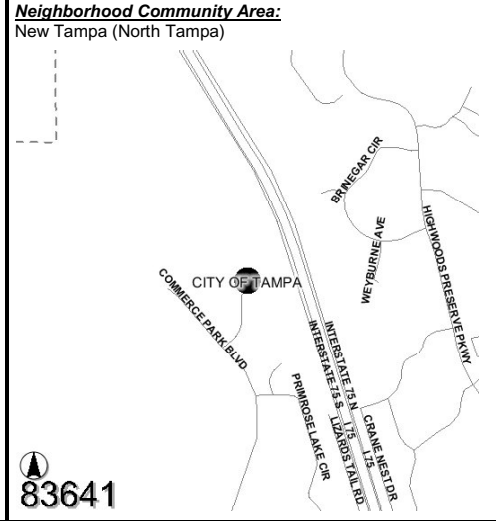 Neighborhood Community Area:
New Tampa (North Tampa)
BRINEGAR CIR
WEYBURNE AVE
HIGHWOODS PRESERVE PKWY
CITY OF TAMPA
COMMERCE PARK BLVD
INTERSTATE 75 N
INTERSTATE 75 S
I 75
I 75
PRIMROSE LAKE CIR
LIZARDS TAIL RD
CRANE NEST DR
83641